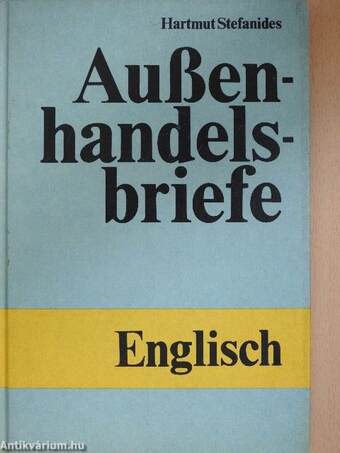 Hartmut Stefanides
Außen-
handels-
briefe
Englisch
Antikvárium.hu